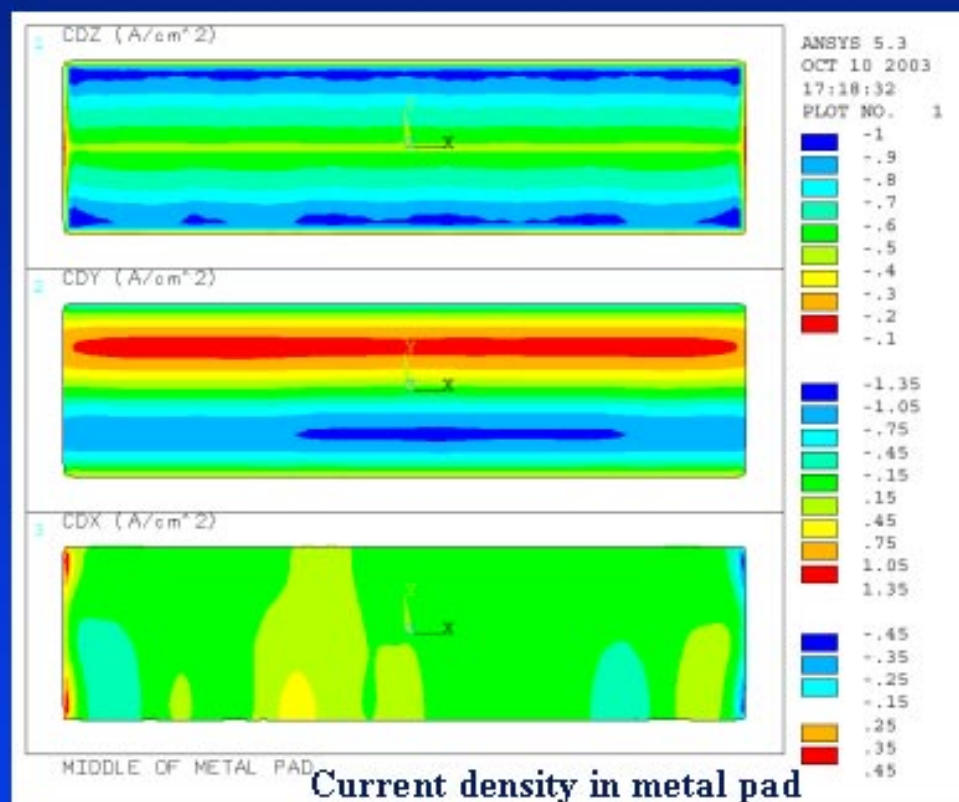 1 CDZ (A/cm^2)
Y
X
2 CDY (A/cm^2)
Y
X
3 CDX (A/cm^2)
Y
X
MIDDLE OF METAL PAD
Current density in metal pad
ANSYS 5.3
OCT 10 2003
17:18:32
PLOT NO. 1
-1
-.9
-.8
-.7
-.6
-.5
-.4
-.3
-.2
-.1
-1.35
-1.05
-.75
-.45
-.15
.15
.45
.75
1.05
1.35
-.45
-.35
-.25
-.15
.25
.35
.45